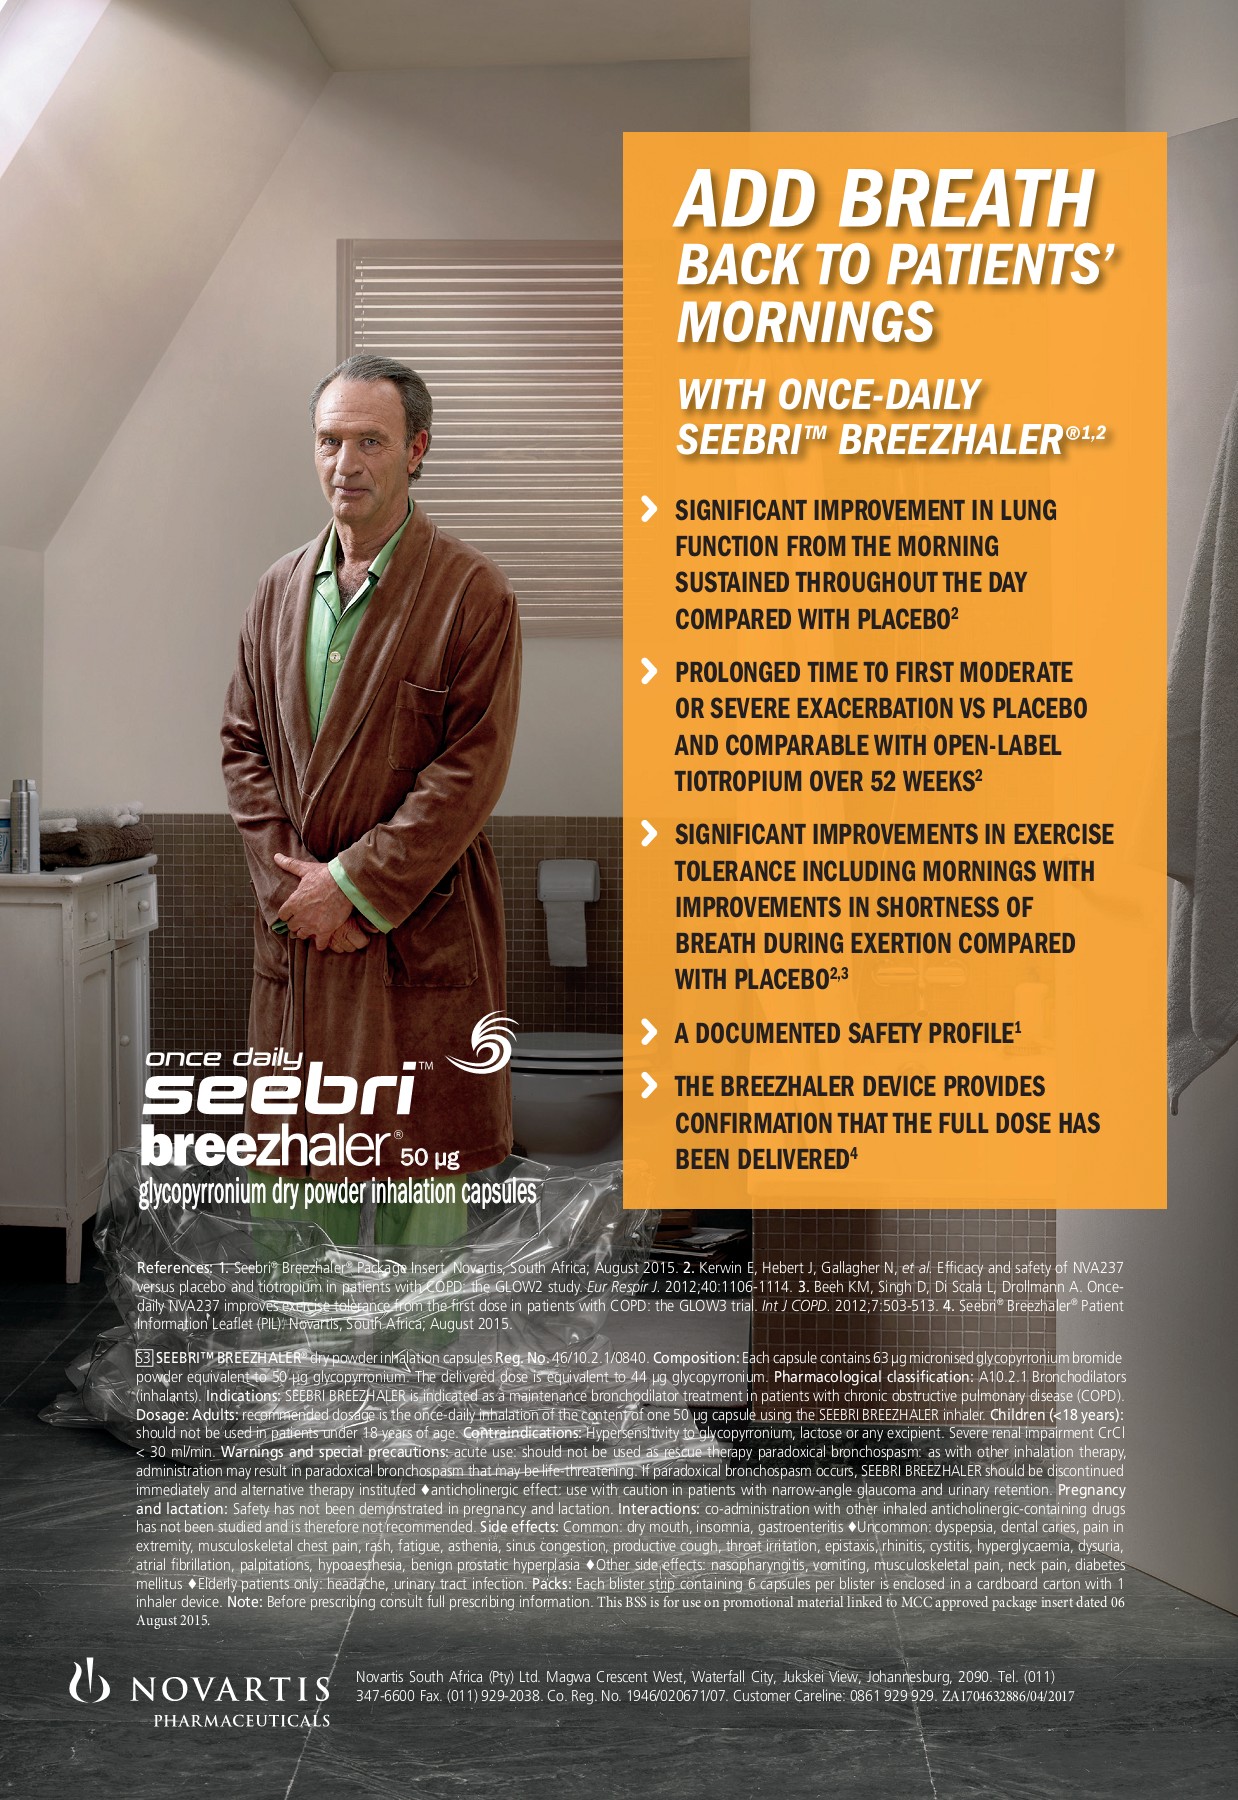 ADD BREATH
BACK TO PATIENTS’
MORNINGS
WITH ONCE-DAILY
SEEBRI™ BREEZHALER®1,2
SIGNIFICANT IMPROVEMENT IN LUNG
FUNCTION FROM THE MORNING
SUSTAINED THROUGHOUT THE DAY
COMPARED WITH PLACEBO2
PROLONGED TIME TO FIRST MODERATE
OR SEVERE EXACERBATION VS PLACEBO
AND COMPARABLE WITH OPEN-LABEL
TIOTROPIUM OVER 52 WEEKS2
SIGNIFICANT IMPROVEMENTS IN EXERCISE
TOLERANCE INCLUDING MORNINGS WITH
IMPROVEMENTS IN SHORTNESS OF
BREATH DURING EXERTION COMPARED
WITH PLACEBO2,3
A DOCUMENTED SAFETY PROFILE1
THE BREEZHALER DEVICE PROVIDES
CONFIRMATION THAT THE FULL DOSE HAS
BEEN DELIVERED4
once daily
seebri™
breezhaler® 50 µg
glycopyrronium dry powder inhalation capsules
References: 1. Seebri® Breezhaler® Package Insert, Novartis, South Africa; August 2015. 2. Kerwin E, Hebert J, Gallagher N, et al. Efficacy and safety of NVA237
versus placebo and tiotropium in patients with COPD: the GLOW2 study. Eur Respir J. 2012;40:1106-1114. 3. Beeh KM, Singh D, Di Scala L, Drollmann A. Once-
daily NVA237 improves exercise tolerance from the first dose in patients with COPD: the GLOW3 trial. Int J COPD. 2012;7:503-513. 4. Seebri® Breezhaler® Patient
Information Leaflet (PIL). Novartis, South Africa; August 2015.
S3 SEEBRI™ BREEZHALER® dry powder inhalation capsules Reg. No. 46/10.2.1/0840. Composition: Each capsule contains 63 µg micronised glycopyrronium bromide
powder equivalent to 50 µg glycopyrronium. The delivered dose is equivalent to 44 µg glycopyrronium. Pharmacological classification: A10.2.1 Bronchodilators
(inhalants). Indications: SEEBRI BREEZHALER is indicated as a maintenance bronchodilator treatment in patients with chronic obstructive pulmonary disease (COPD).
Dosage: Adults: recommended dosage is the once-daily inhalation of the content of one 50 µg capsule using the SEEBRI BREEZHALER inhaler. Children (<18 years):
should not be used in patients under 18 years of age. Contraindications: Hypersensitivity to glycopyrronium, lactose or any excipient. Severe renal impairment CrCl
< 30 ml/min. Warnings and special precautions: acute use: should not be used as rescue therapy paradoxical bronchospasm: as with other inhalation therapy,
administration may result in paradoxical bronchospasm that may be life-threatening. If paradoxical bronchospasm occurs, SEEBRI BREEZHALER should be discontinued
immediately and alternative therapy instituted ♦anticholinergic effect: use with caution in patients with narrow-angle glaucoma and urinary retention. Pregnancy
and lactation: Safety has not been demonstrated in pregnancy and lactation. Interactions: co-administration with other inhaled anticholinergic-containing drugs
has not been studied and is therefore not recommended. Side effects: Common: dry mouth, insomnia, gastroenteritis ♦Uncommon: dyspepsia, dental caries, pain in
extremity, musculoskeletal chest pain, rash, fatigue, asthenia, sinus congestion, productive cough, throat irritation, epistaxis, rhinitis, cystitis, hyperglycaemia, dysuria,
atrial fibrillation, palpitations, hypoaesthesia, benign prostatic hyperplasia ♦Other side effects: nasopharyngitis, vomiting, musculoskeletal pain, neck pain, diabetes
mellitus ♦Elderly patients only: headache, urinary tract infection. Packs: Each blister strip containing 6 capsules per blister is enclosed in a cardboard carton with 1
inhaler device. Note: Before prescribing consult full prescribing information. This BSS is for use on promotional material linked to MCC approved package insert dated 06
August 2015.
NOVARTIS
PHARMACEUTICALS
Novartis South Africa (Pty) Ltd. Magwa Crescent West, Waterfall City, Jukskei View, Johannesburg, 2090. Tel. (011)
347-6600 Fax. (011) 929-2038. Co. Reg. No. 1946/020671/07. Customer Careline: 0861 929 929. ZA1704632886/04/2017